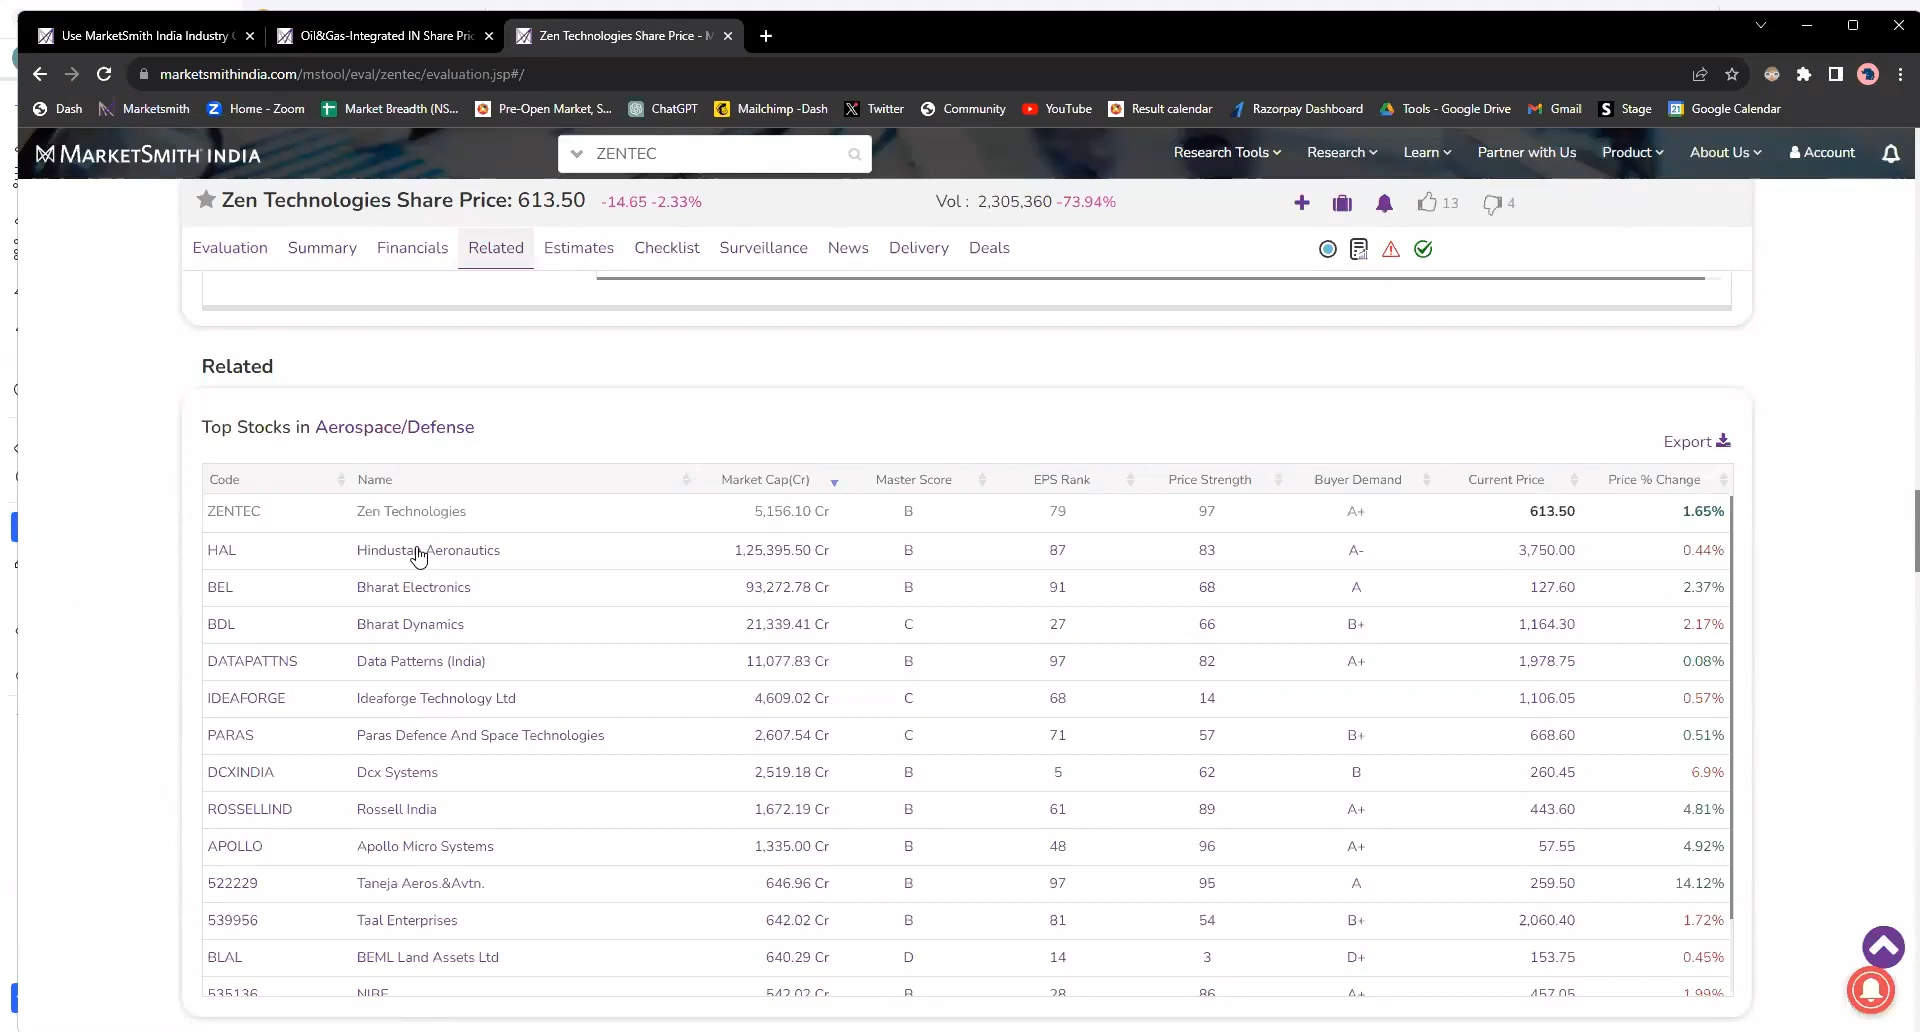 Use MarketSmith India Industry
Oil&Gas-Integrated IN Share Pri
Zen Technologies Share Price - M
marketsmithindia.com/mstool/eval/zentec/evaluation.jsp#/
Dash Marketsmith Home - Zoom Market Breadth (NS... Pre-Open Market, S... ChatGPT Mailchimp -Dash Twitter Community YouTube Result calendar Razorpay Dashboard Tools - Google Drive Gmail Stage Google Calendar
MARKETSMITH INDIA ZENTEC Research Tools Research Learn Partner with Us Product About Us Account
Zen Technologies Share Price: 613.50 -14.65 -2.33% Vol : 2,305,360 -73.94% 13 4
Evaluation Summary Financials Related Estimates Checklist Surveillance News Delivery Deals
Related
Top Stocks in Aerospace/Defense
Export
Code Name Market Cap(Cr) Master Score EPS Rank Price Strength Buyer Demand Current Price Price % Change
ZENTEC Zen Technologies 5,156.10 Cr B 79 97 A+ 613.50 1.65%
HAL Hindustan Aeronautics 1,25,395.50 Cr B 87 83 A- 3,750.00 0.44%
BEL Bharat Electronics 93,272.78 Cr B 91 68 A 127.60 2.37%
BDL Bharat Dynamics 21,339.41 Cr C 27 66 B+ 1,164.30 2.17%
DATAPATTNS Data Patterns (India) 11,077.83 Cr B 97 82 A+ 1,978.75 0.08%
IDEAFORGE Ideaforge Technology Ltd 4,609.02 Cr C 68 14 1,106.05 0.57%
PARAS Paras Defence And Space Technologies 2,607.54 Cr C 71 57 B+ 668.60 0.51%
DCXINDIA Dcx Systems 2,519.18 Cr B 5 62 B 260.45 6.9%
ROSSELLIND Rossell India 1,672.19 Cr B 61 89 A+ 443.60 4.81%
APOLLO Apollo Micro Systems 1,335.00 Cr B 48 96 A+ 57.55 4.92%
522229 Taneja Aeros.&Avtn. 646.96 Cr B 97 95 A 259.50 14.12%
539956 Taal Enterprises 642.02 Cr B 81 54 B+ 2,060.40 1.72%
BLAL BEML Land Assets Ltd 640.29 Cr D 14 3 D+ 153.75 0.45%
535136 NIBE 542.02 Cr B 28 86 A+ 457.05 1.99%